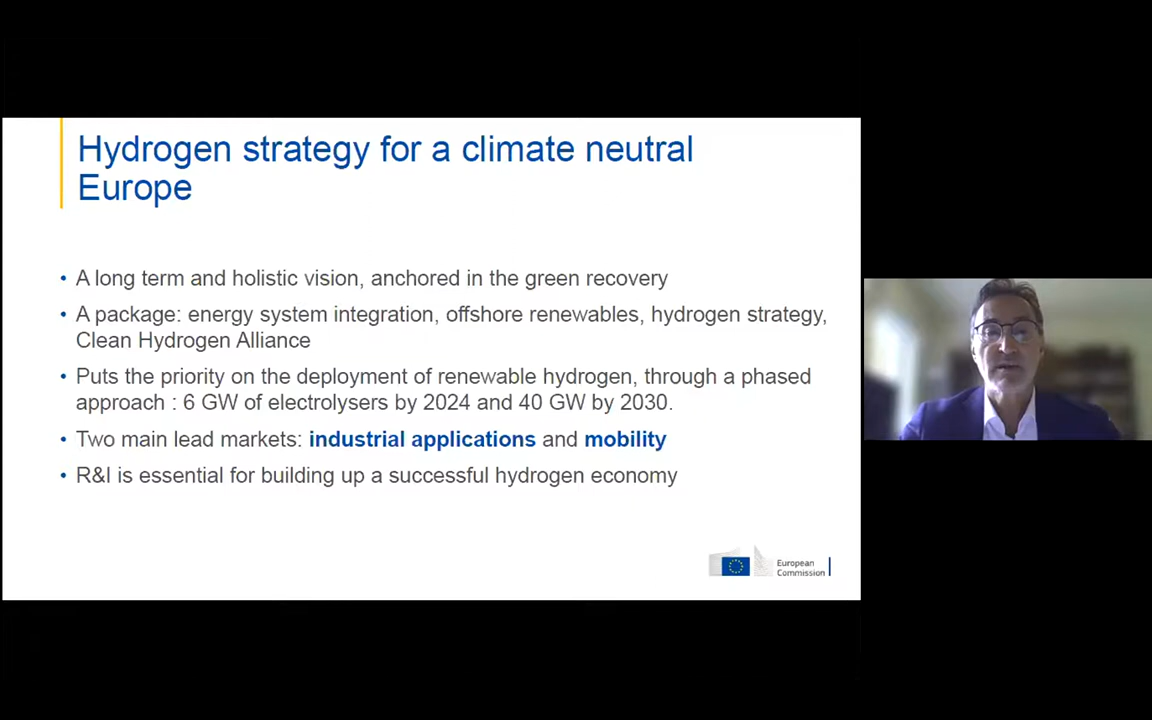 Hydrogen strategy for a climate neutral
Europe
• A long term and holistic vision, anchored in the green recovery
• A package: energy system integration, offshore renewables, hydrogen strategy,
Clean Hydrogen Alliance
• Puts the priority on the deployment of renewable hydrogen, through a phased
approach : 6 GW of electrolysers by 2024 and 40 GW by 2030.
• Two main lead markets: industrial applications and mobility
• R&I is essential for building up a successful hydrogen economy
European
Commission